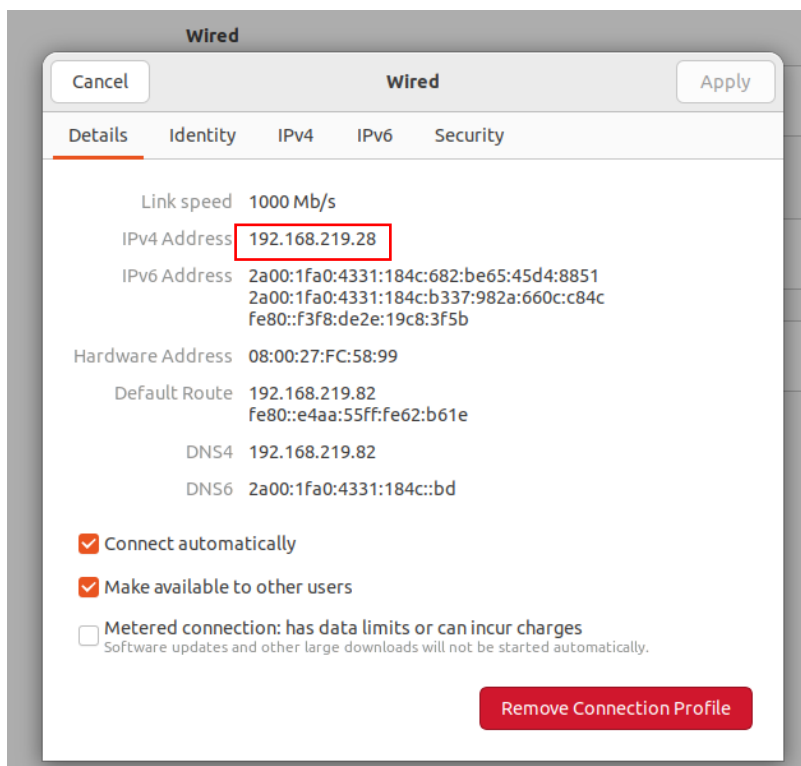 Wired
Cancel Wired Apply
Details Identity IPv4 IPv6 Security
Link speed 1000 Mb/s
IPv4 Address 192.168.219.28
IPv6 Address 2a00:1fa0:4331:184c:682:be65:45d4:8851
2a00:1fa0:4331:184c:b337:982a:660c:c84c
fe80::f3f8:de2e:19c8:3f5b
Hardware Address 08:00:27:FC:58:99
Default Route 192.168.219.82
fe80::e4aa:55ff:fe62:b61e
DNS4 192.168.219.82
DNS6 2a00:1fa0:4331:184c::bd
Connect automatically
Make available to other users
Metered connection: has data limits or can incur charges
Software updates and other large downloads will not be started automatically.
Remove Connection Profile